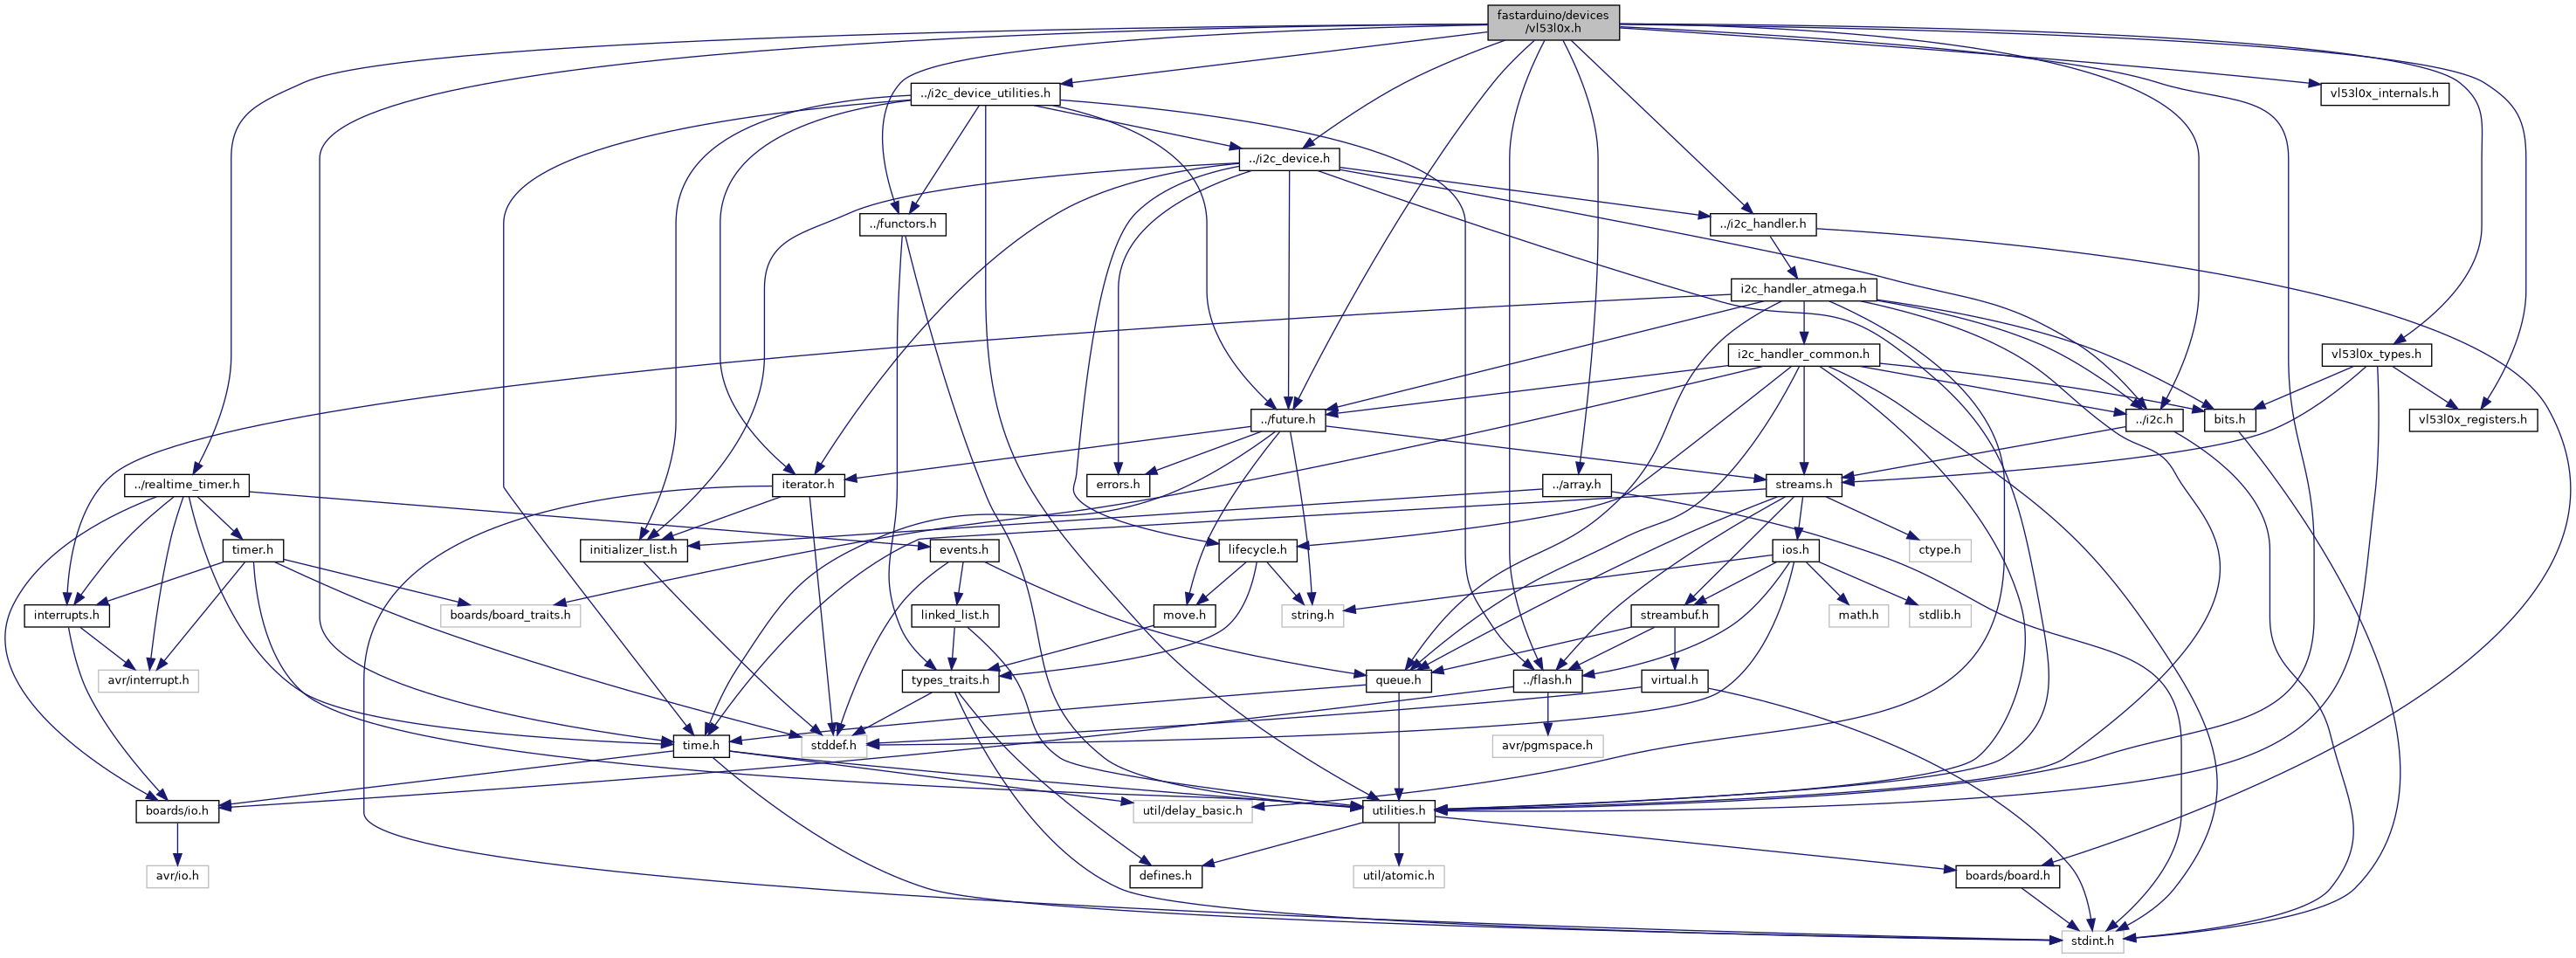 fastarduino/devices
/vl53l0x.h
../i2c_device_utilities.h
vl53l0x_internals.h
../i2c_device.h
../functors.h
../i2c_handler.h
i2c_handler_atmega.h
i2c_handler_common.h
vl53l0x_types.h
../future.h
../i2c.h
bits.h
vl53l0x_registers.h
../realtime_timer.h
iterator.h
errors.h
../array.h
streams.h
timer.h
initializer_list.h
events.h
lifecycle.h
ios.h
ctype.h
interrupts.h
boards/board_traits.h
linked_list.h
move.h
string.h
streambuf.h
math.h
stdlib.h
avr/interrupt.h
types_traits.h
queue.h
../flash.h
virtual.h
time.h
stddef.h
avr/pgmspace.h
boards/io.h
util/delay_basic.h
utilities.h
avr/io.h
defines.h
util/atomic.h
boards/board.h
stdint.h